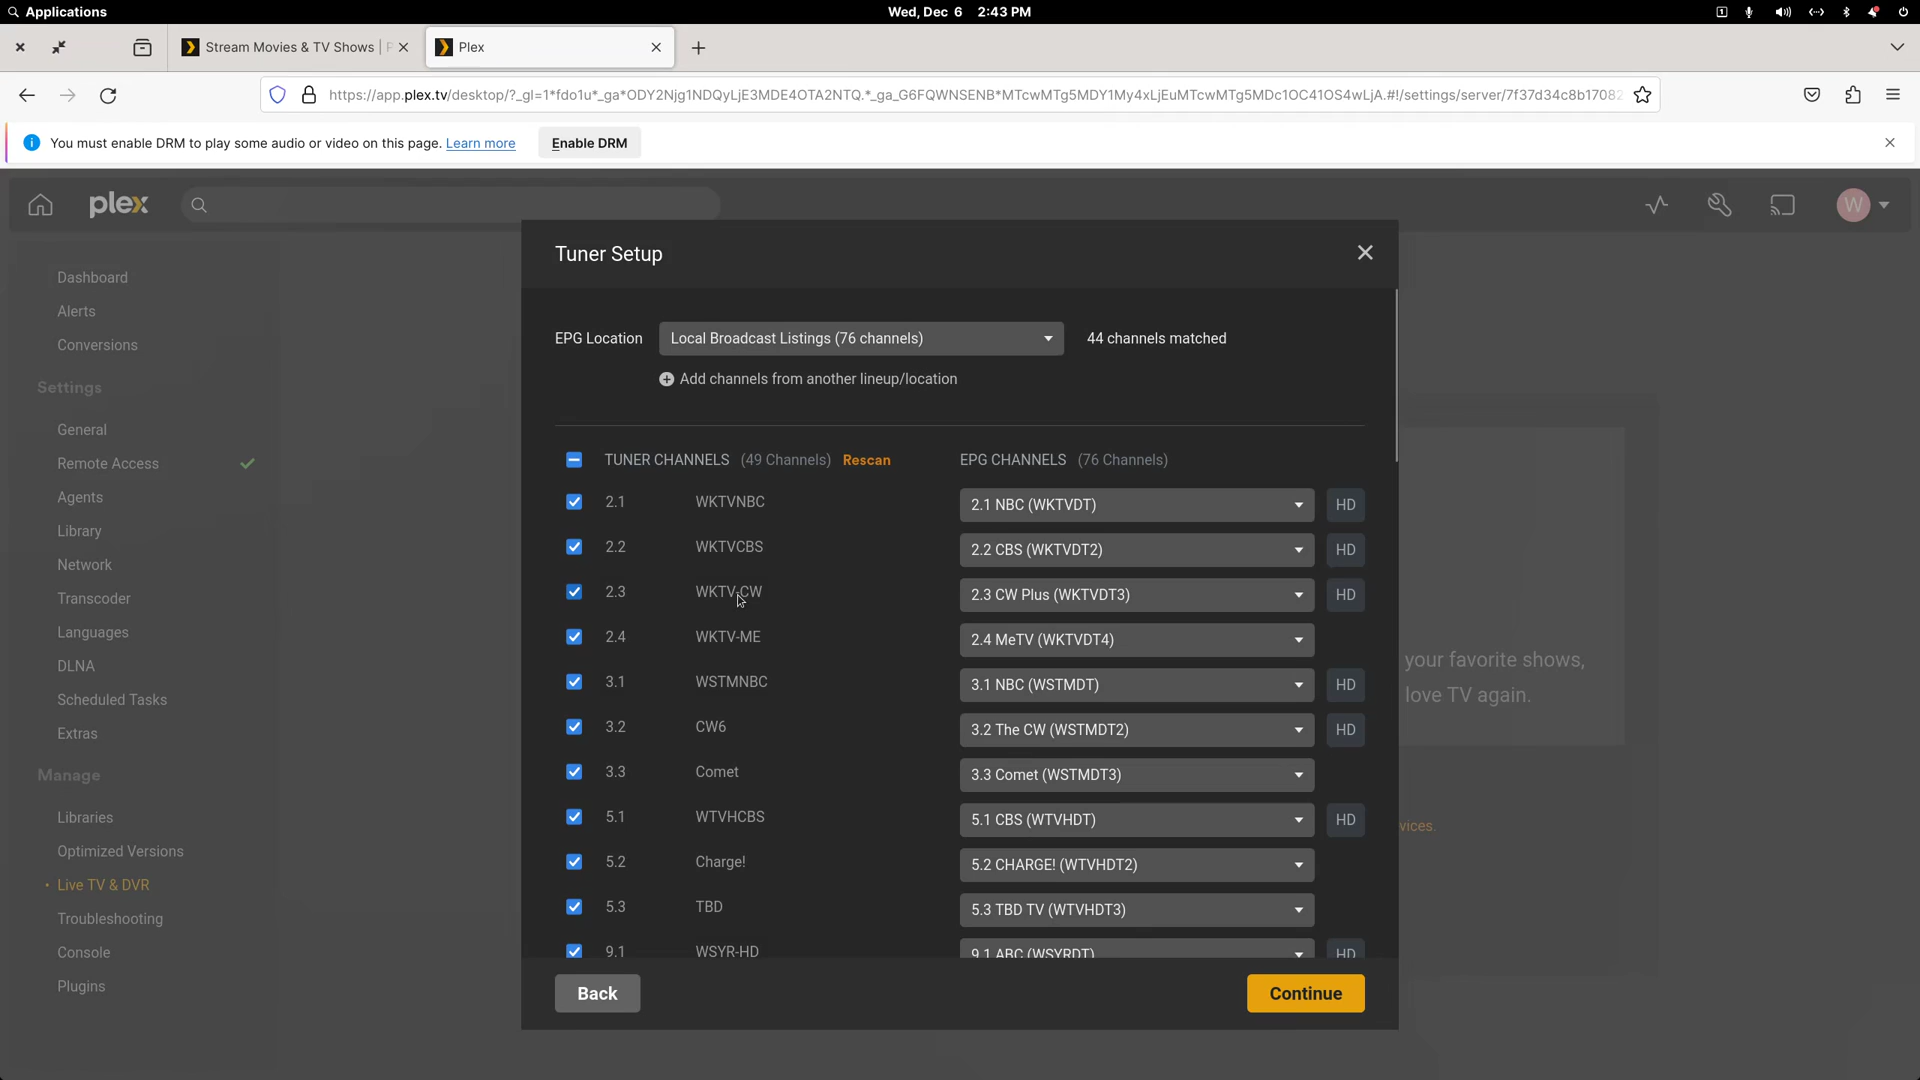 Applications
Wed, Dec 6 2:43 PM
1
Stream Movies & TV Shows | P
Plex
https://app.plex.tv/desktop/?_gl=1*fdo1u*_ga*ODY2Njg1NDQyLjE3MDE4OTA2NTQ.*_ga_G6FQWNSENB*MTcwMTg5MDY1My4xLjEuMTcwMTg5MDc1OC41OS4wLjA.#!/settings/server/7f37d34c8b17082
You must enable DRM to play some audio or video on this page. Learn more
Enable DRM
plex
W
Tuner Setup
Dashboard
Alerts
Conversions
Settings
General
Remote Access
Agents
Library
Network
Transcoder
Languages
DLNA
Scheduled Tasks
Extras
Manage
Libraries
Optimized Versions
Live TV & DVR
Troubleshooting
Console
Plugins
EPG Location
Local Broadcast Listings (76 channels)
44 channels matched
Add channels from another lineup/location
TUNER CHANNELS (49 Channels) Rescan
EPG CHANNELS (76 Channels)
2.1 WKTVNBC 2.1 NBC (WKTVDT) HD
2.2 WKTVCBS 2.2 CBS (WKTVDT2) HD
2.3 WKTV-CW 2.3 CW Plus (WKTVDT3) HD
2.4 WKTV-ME 2.4 MeTV (WKTVDT4)
3.1 WSTMNBC 3.1 NBC (WSTMDT) HD
3.2 CW6 3.2 The CW (WSTMDT2) HD
3.3 Comet 3.3 Comet (WSTMDT3)
5.1 WTVHCBS 5.1 CBS (WTVHDT) HD
5.2 Charge! 5.2 CHARGE! (WTVHDT2)
5.3 TBD 5.3 TBD TV (WTVHDT3)
9.1 WSYR-HD 9.1 ABC (WSYRDT) HD
your favorite shows,
love TV again.
vices.
Back
Continue